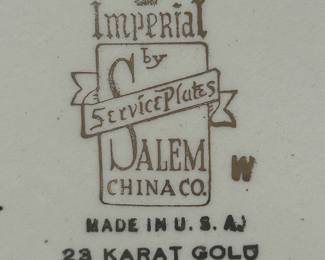 Imperial
by
Service Plates
SALEM
CHINA CO.
W
MADE IN U. S. A.
23 KARAT GOLD